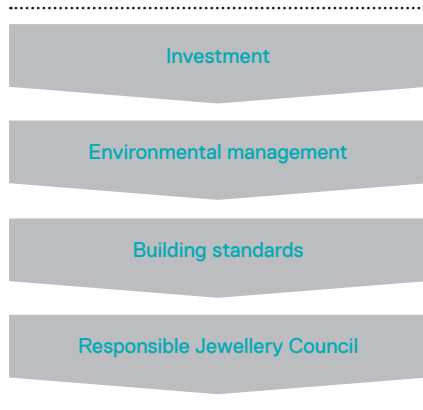 Investment
Environmental management
Building standards
Responsible Jewellery Council